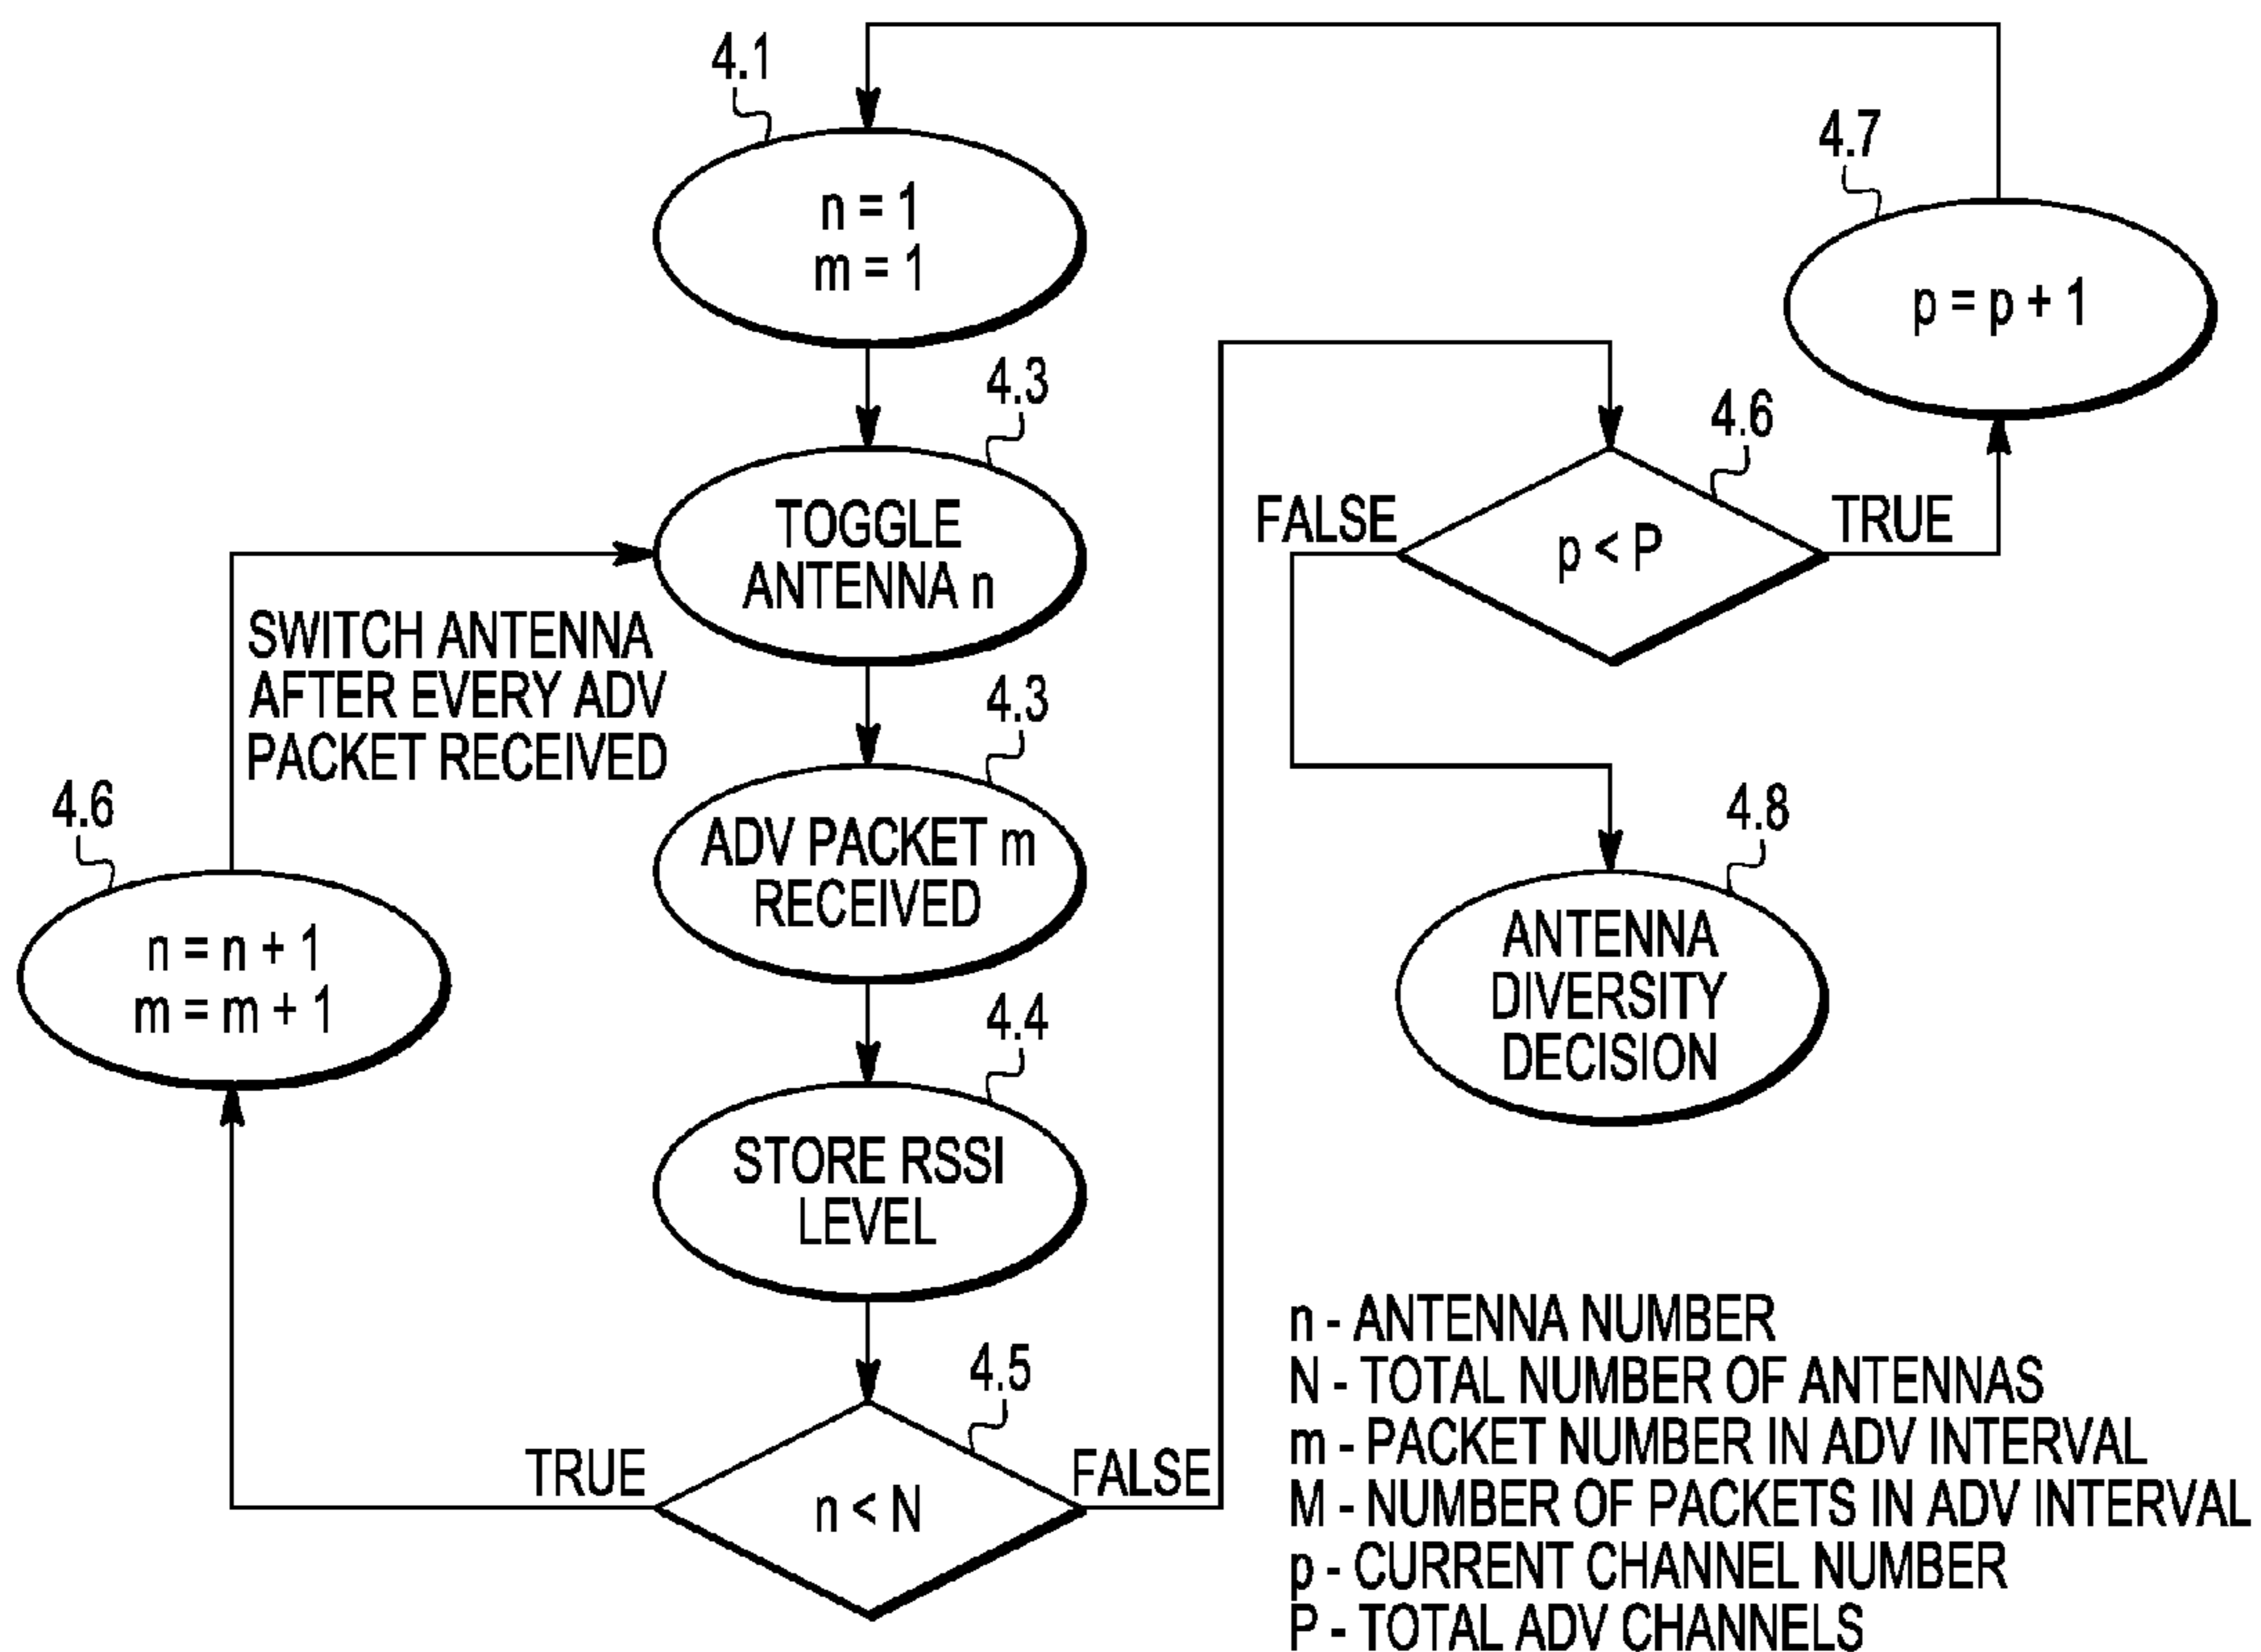 4.1
n = 1
m = 1
4.7
p = p + 1
4.3
TOGGLE
ANTENNA n
4.6
FALSE
p < P
TRUE
SWITCH ANTENNA
AFTER EVERY ADV
PACKET RECEIVED
4.3
ADV PACKET m
RECEIVED
4.6
n = n + 1
m = m + 1
4.8
ANTENNA
DIVERSITY
DECISION
4.4
STORE RSSI
LEVEL
4.5
TRUE
n < N
FALSE
n - ANTENNA NUMBER
N - TOTAL NUMBER OF ANTENNAS
m - PACKET NUMBER IN ADV INTERVAL
M - NUMBER OF PACKETS IN ADV INTERVAL
p - CURRENT CHANNEL NUMBER
P - TOTAL ADV CHANNELS